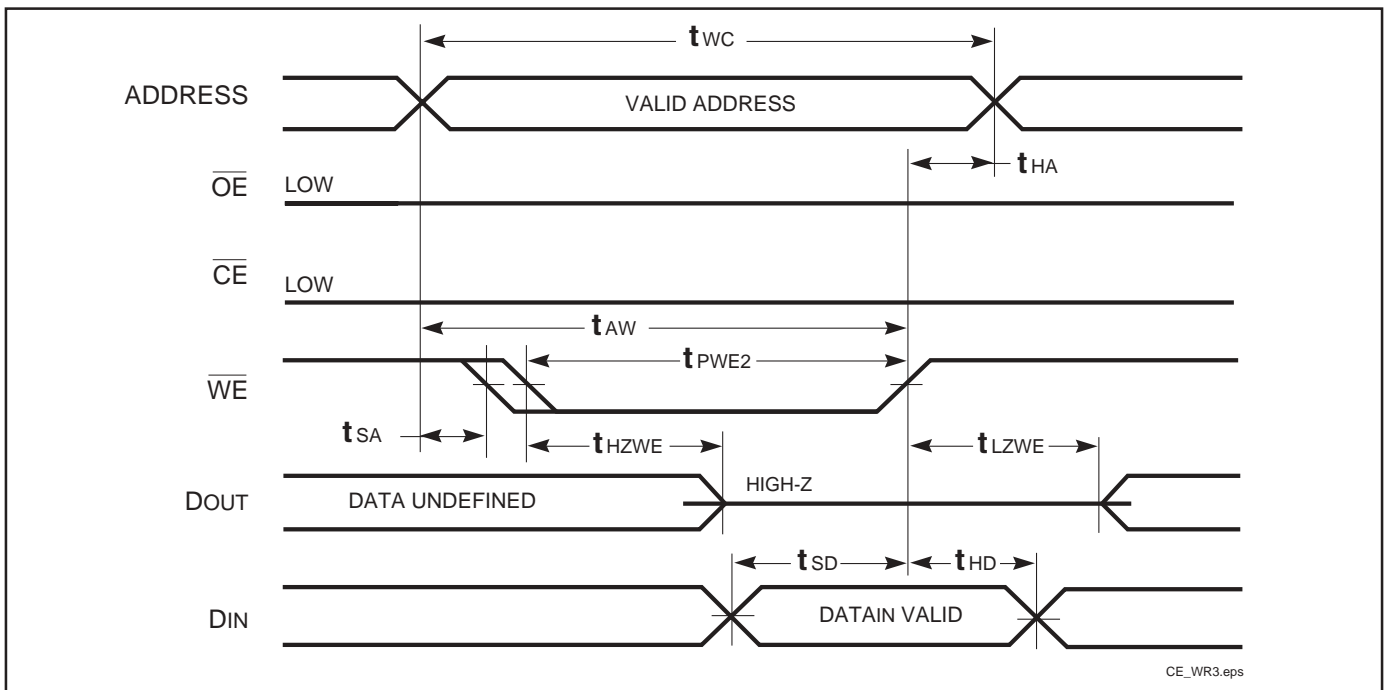 tWC
ADDRESS
VALID ADDRESS
tHA
OE
LOW
CE
LOW
tAW
tPWE2
WE
tSA
tHZWE
tLZWE
DOUT
DATA UNDEFINED
HIGH-Z
tSD
tHD
DIN
DATAIN VALID
CE_WR3.eps